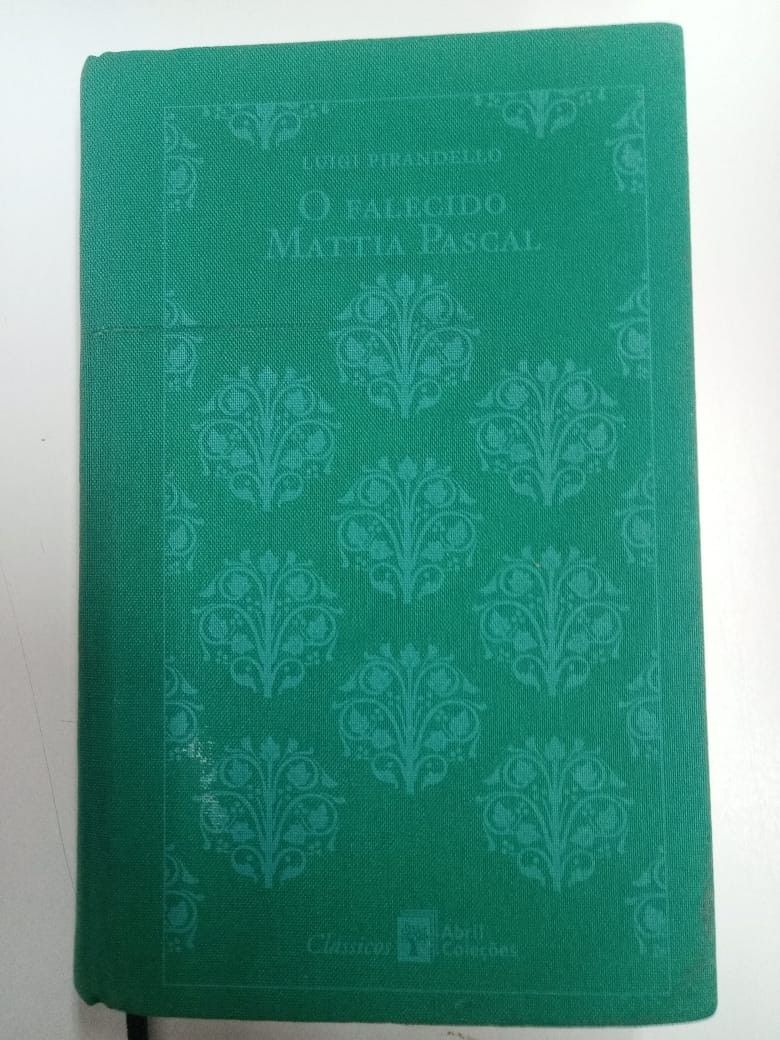 LUIGI PIRANDELLO
O FALECIDO
MATTIA PASCAL
Clássicos Abril
Coleções